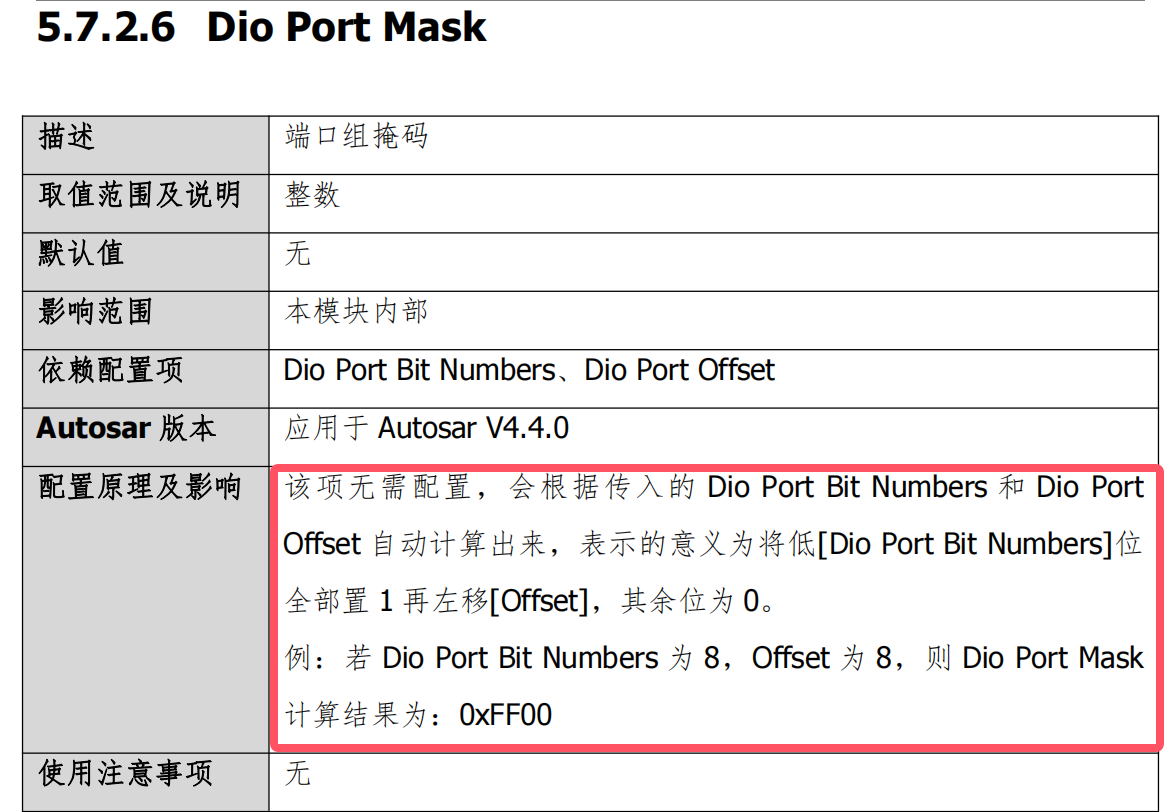 5.7.2.6 Dio Port Mask
描述 端口组掩码
取值范围及说明 整数
默认值 无
影响范围 本模块内部
依赖配置项 Dio Port Bit Numbers、Dio Port Offset
Autosar 版本 应用于 Autosar V4.4.0
配置原理及影响 该项无需配置，会根据传入的 Dio Port Bit Numbers 和 Dio Port
Offset 自动计算出来，表示的意义为将低[Dio Port Bit Numbers]位
全部置 1 再左移[Offset]，其余位为 0。
例：若 Dio Port Bit Numbers 为 8，Offset 为 8，则 Dio Port Mask
计算结果为：0xFF00
使用注意事项 无